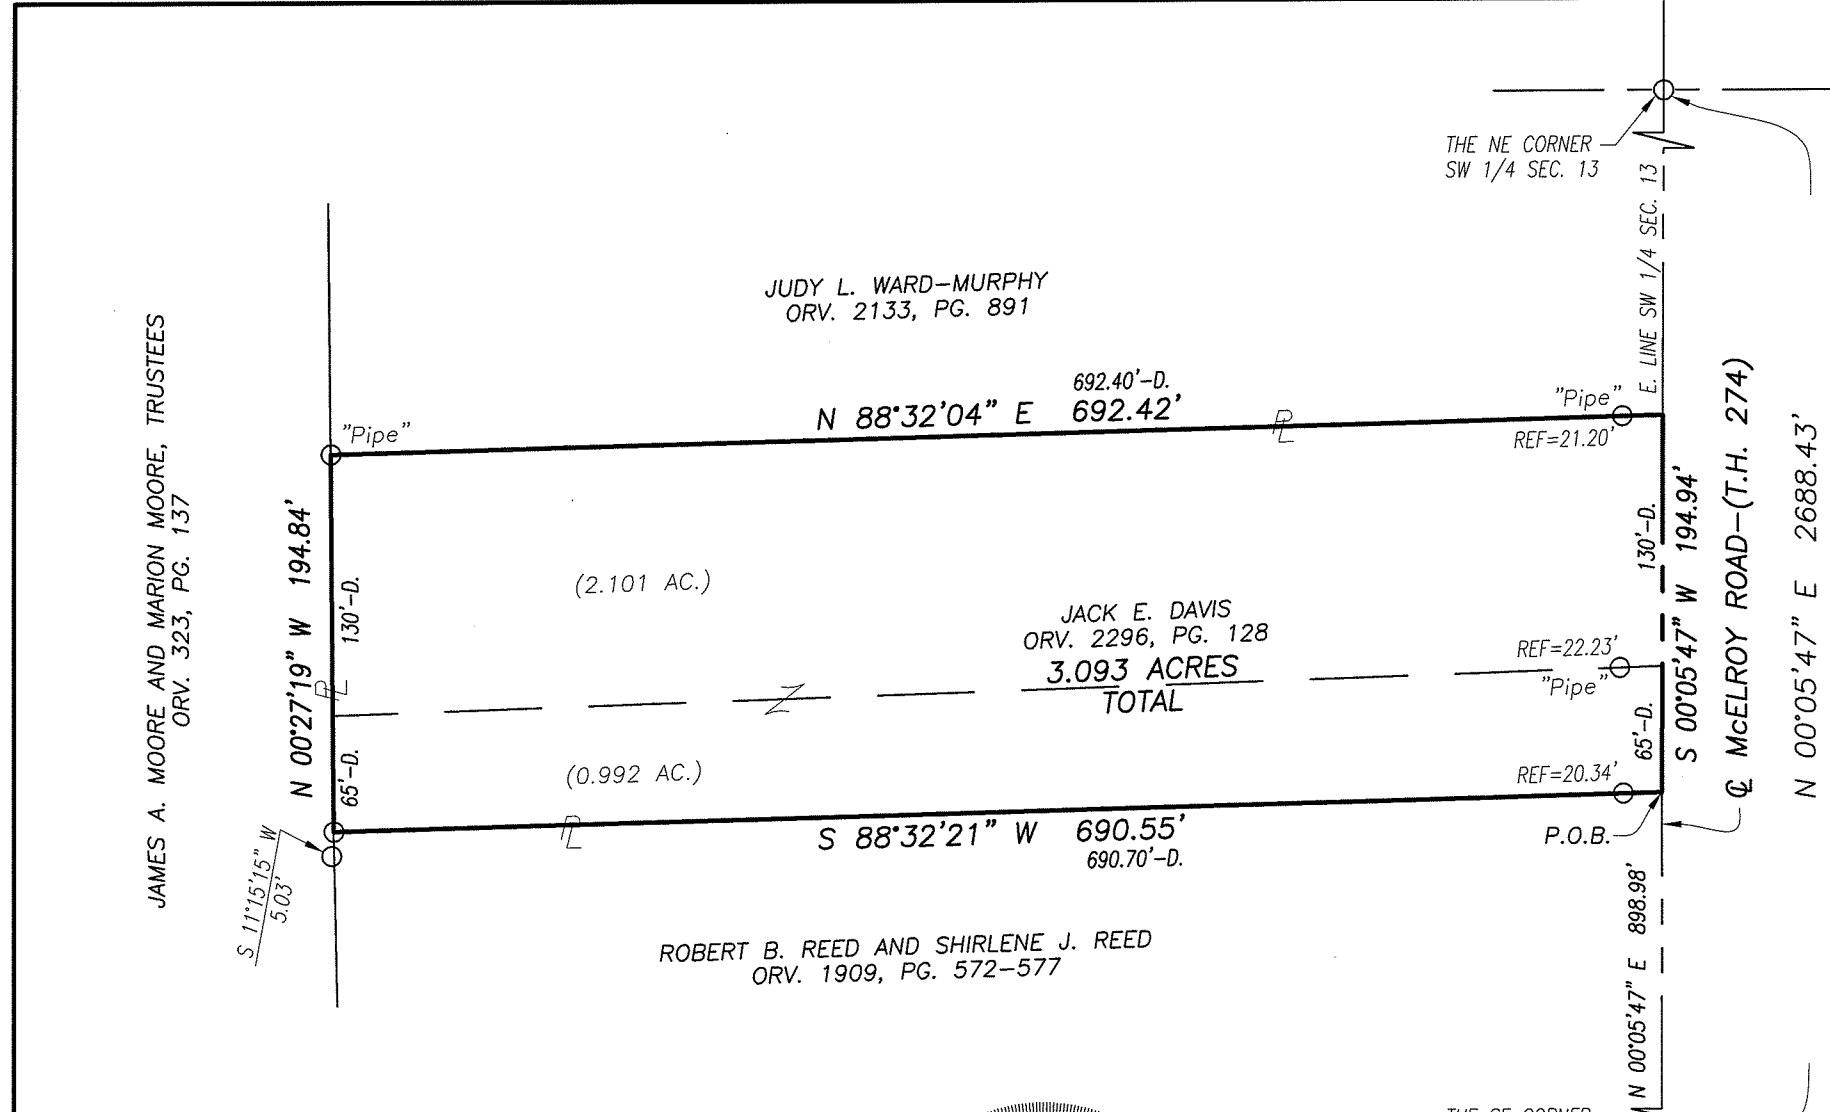 THE NE CORNER
SW 1/4 SEC. 13
E. LINE SW 1/4 SEC. 13
JUDY L. WARD-MURPHY
ORV. 2133, PG. 891
692.40'-D.
N 88°32'04" E 692.42'
"Pipe"
"Pipe"
REF=21.20'
JAMES A. MOORE AND MARION MOORE, TRUSTEES
ORV. 323, PG. 137
N 00°27'19" W 194.84'
130'-D.
65'-D.
(2.101 AC.)
JACK E. DAVIS
ORV. 2296, PG. 128
3.093 ACRES
TOTAL
REF=22.23'
"Pipe"
130'-D.
65'-D.
S 00°05'47" W 194.94'
℄ McELROY ROAD-(T.H. 274)
N 00°05'47" E 2688.43'
(0.992 AC.)
REF=20.34'
S 88°32'21" W 690.55'
690.70'-D.
P.O.B.
S 11°15'15" W
5.03'
ROBERT B. REED AND SHIRLENE J. REED
ORV. 1909, PG. 572-577
N 00°05'47" E 898.98'
THE SE CORNER